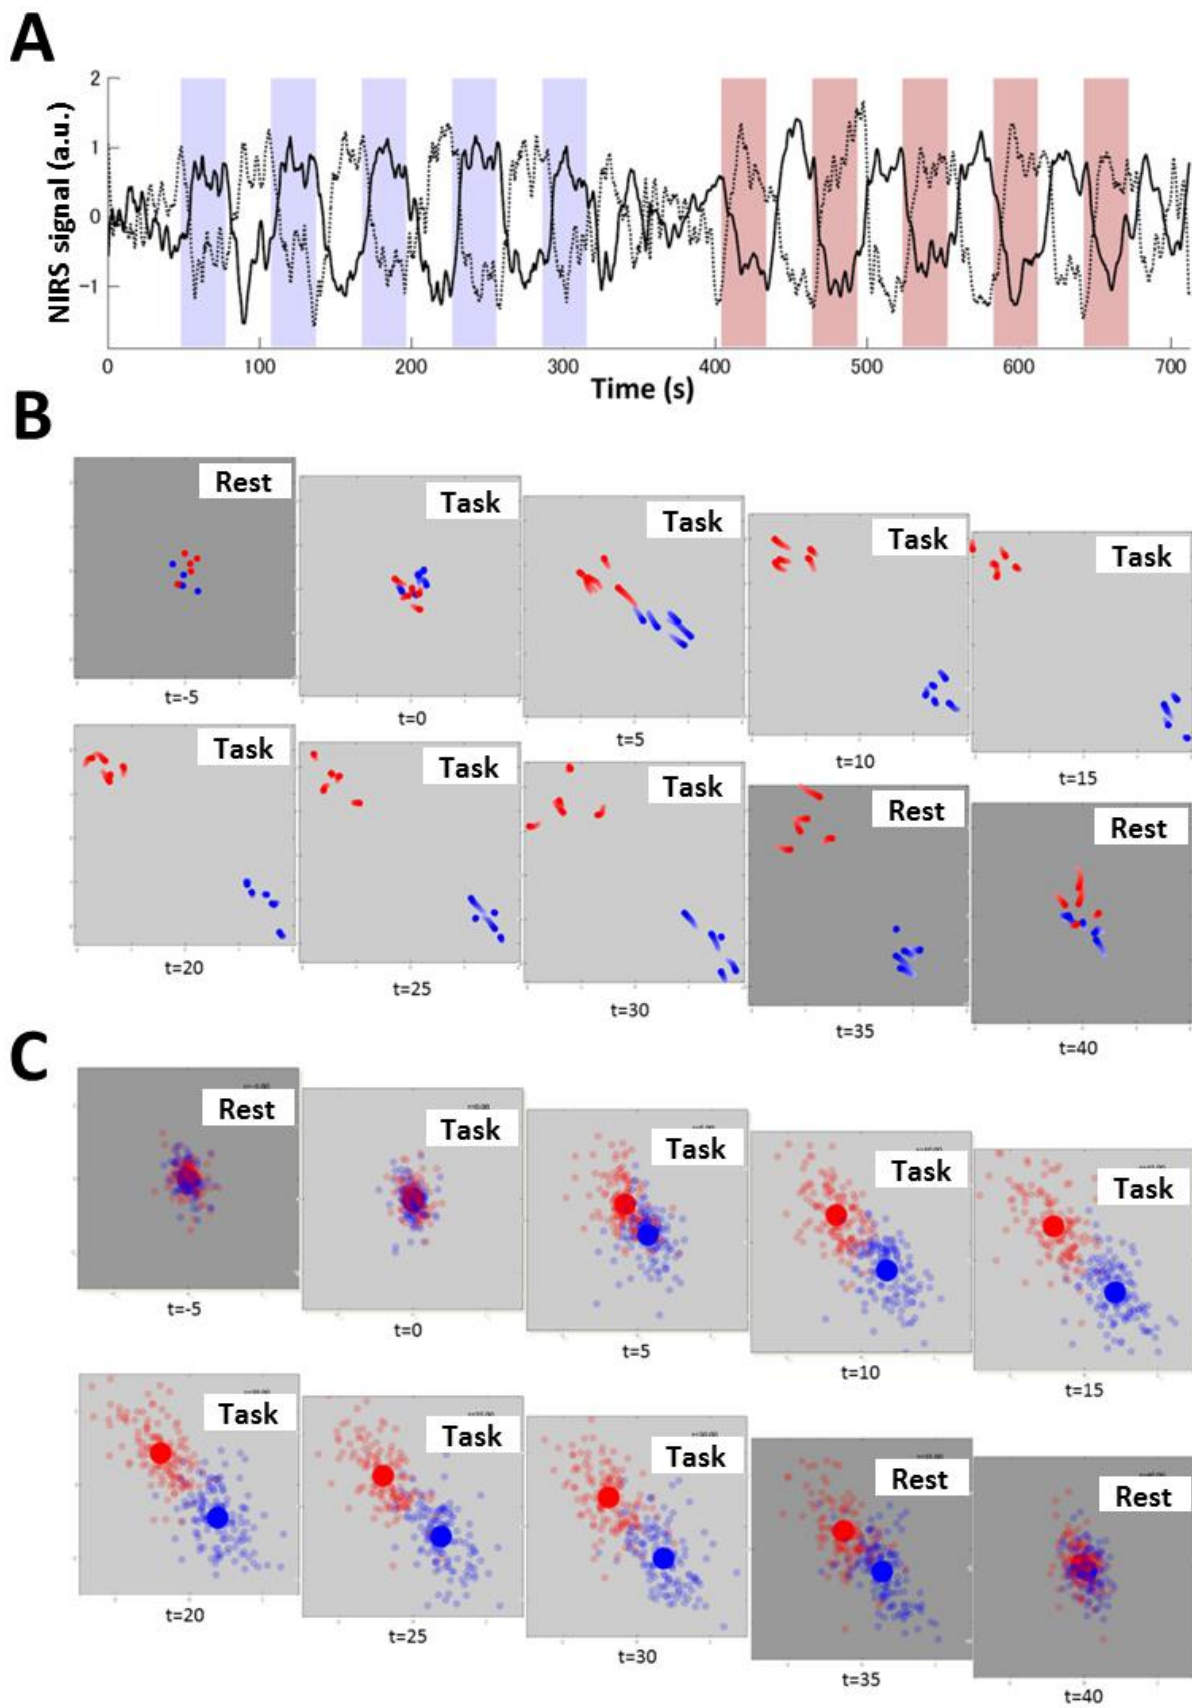 A
2
1
0
−1
NIRS signal (a.u.)
0 100 200 300 400 500 600 700
Time (s)
B
Rest
Task
Task
Task
Task
t=-5
t=0
t=5
t=10
t=15
Task
Task
Task
Rest
Rest
t=20
t=25
t=30
t=35
t=40
C
Rest
Task
Task
Task
Task
t=-5
t=0
t=5
t=10
t=15
Task
Task
Task
Rest
Rest
t=20
t=25
t=30
t=35
t=40